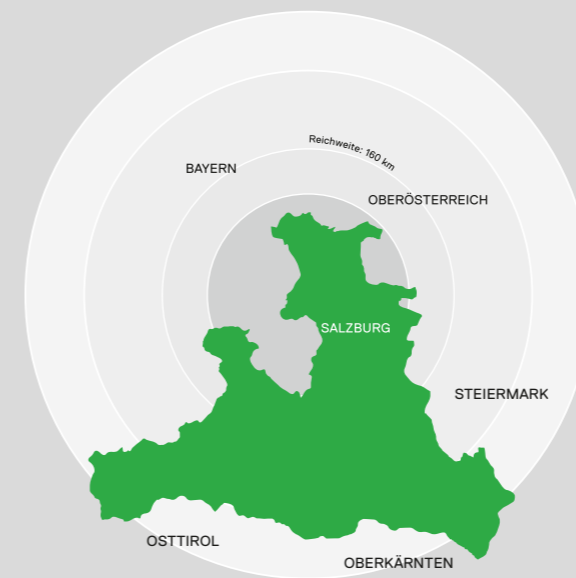 Reichweite: 160 km
BAYERN
OBERÖSTERREICH
SALZBURG
STEIERMARK
OSTTIROL
OBERKÄRNTEN